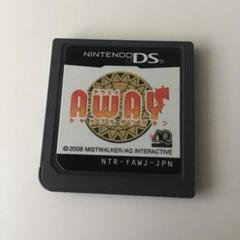 NINTENDO DS
AWAY
© 2008 MISTWALKER/AQ INTERACTIVE
NTR-YAWJ-JPN